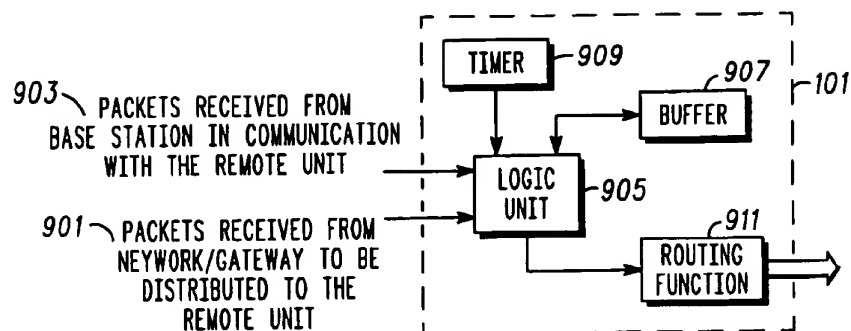 TIMER
909
907
BUFFER
101
903
PACKETS RECEIVED FROM
BASE STATION IN COMMUNICATION
WITH THE REMOTE UNIT
LOGIC
UNIT
905
901
PACKETS RECEIVED FROM
NEYWORK/GATEWAY TO BE
DISTRIBUTED TO THE
REMOTE UNIT
911
ROUTING
FUNCTION